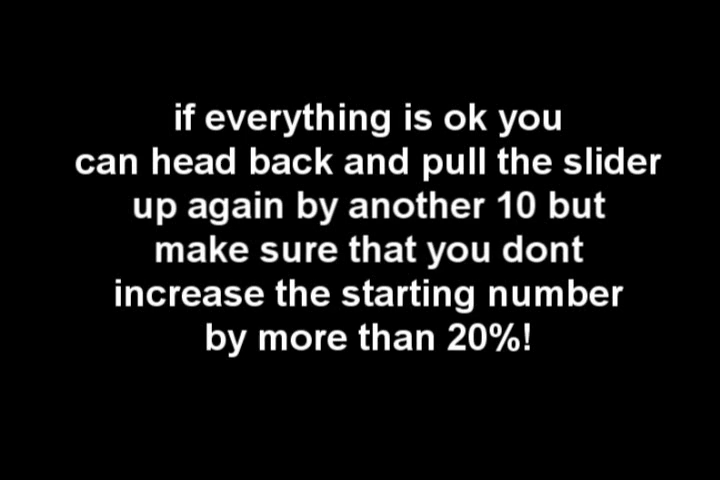 if everything is ok you
can head back and pull the slider
up again by another 10 but
make sure that you dont
increase the starting number
by more than 20%!